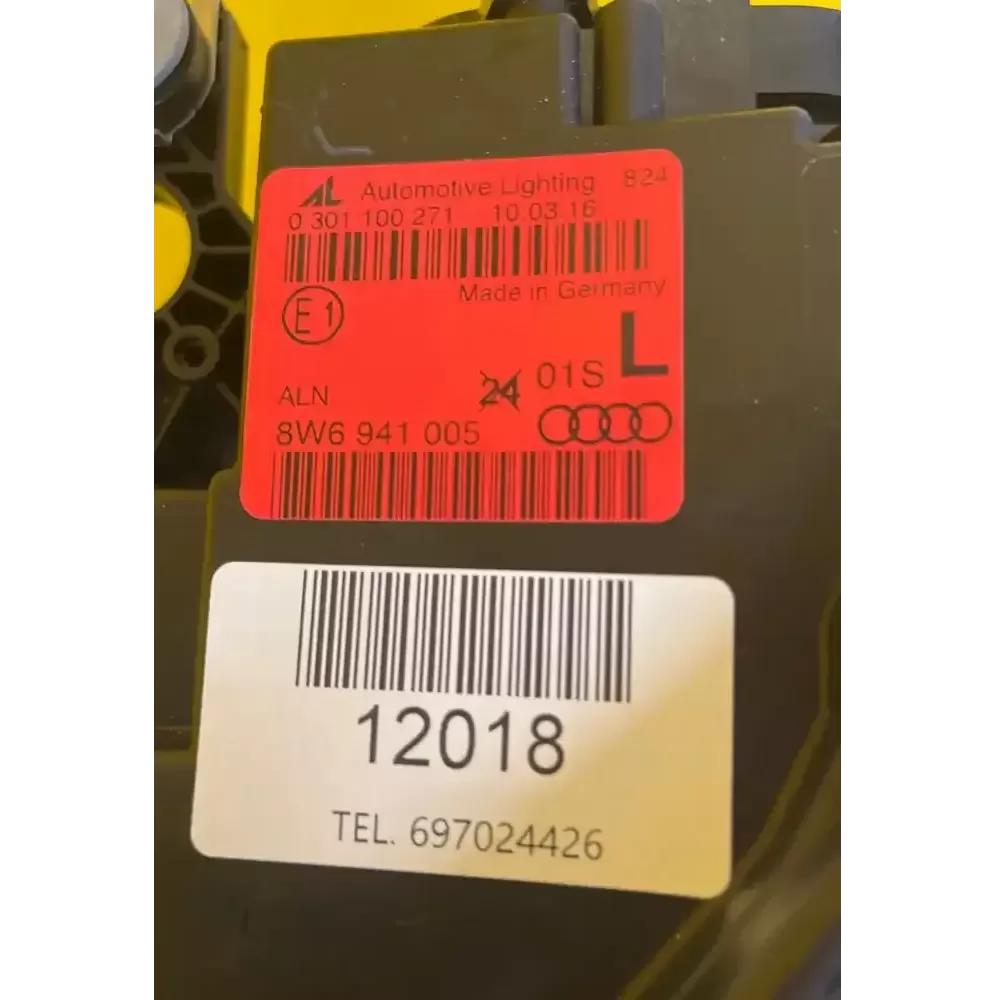 AL Automotive Lighting 824
0 301 100 271 10.03.16
Made in Germany
E1
L
ALN 24 01S
8W6 941 005
12018
TEL. 697024426